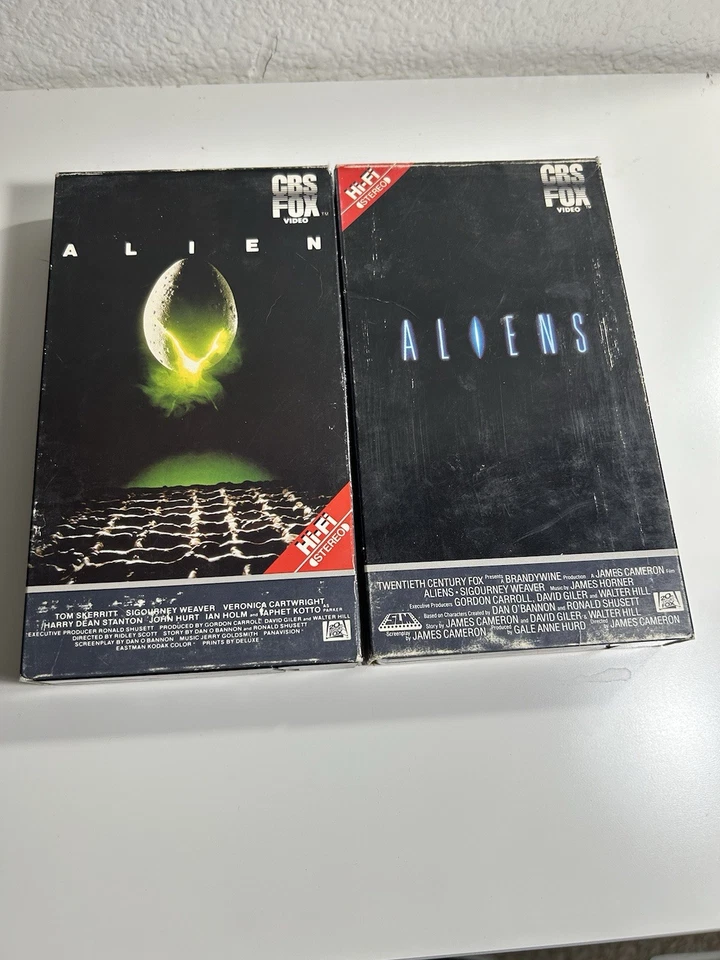 CBS
FOX
VIDEO
TM
A L I E N
Hi-Fi
STEREO
TOM SKERRITT SIGOURNEY WEAVER VERONICA CARTWRIGHT
HARRY DEAN STANTON JOHN HURT IAN HOLM and YAPHET KOTTO AS PARKER
EXECUTIVE PRODUCER RONALD SHUSETT PRODUCED BY GORDON CARROLL, DAVID GILER and WALTER HILL
DIRECTED BY RIDLEY SCOTT STORY BY DAN O'BANNON and RONALD SHUSETT
SCREENPLAY BY DAN O'BANNON MUSIC JERRY GOLDSMITH PANAVISION
EASTMAN KODAK COLOR PRINTS BY DELUXE
Hi-Fi
STEREO
CBS
FOX
VIDEO
ALIENS
TWENTIETH CENTURY FOX Presents A BRANDYWINE Production A JAMES CAMERON Film
ALIENS • SIGOURNEY WEAVER Music by JAMES HORNER
Executive Producers GORDON CARROLL, DAVID GILER and WALTER HILL
Based on Characters Created by DAN O'BANNON and RONALD SHUSETT
Story by JAMES CAMERON and DAVID GILER & WALTER HILL
Screenplay by JAMES CAMERON Produced by GALE ANNE HURD Directed by JAMES CAMERON